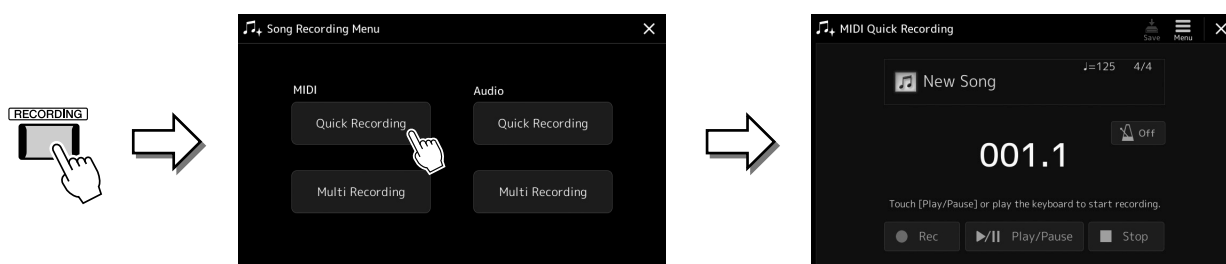 RECORDING
Song Recording Menu
MIDI
Audio
Quick Recording
Quick Recording
Multi Recording
Multi Recording
MIDI Quick Recording
Save
Menu
♩=125 4/4
New Song
Off
001.1
Touch [Play/Pause] or play the keyboard to start recording.
Rec
Play/Pause
Stop